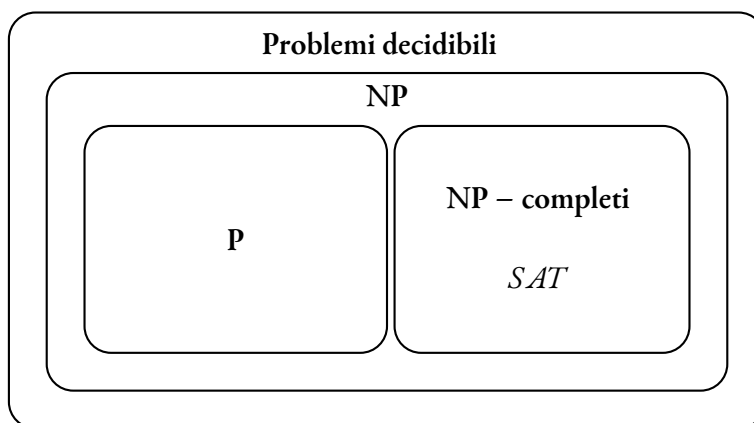 Problemi decidibili
NP
NP – completi
P
SAT